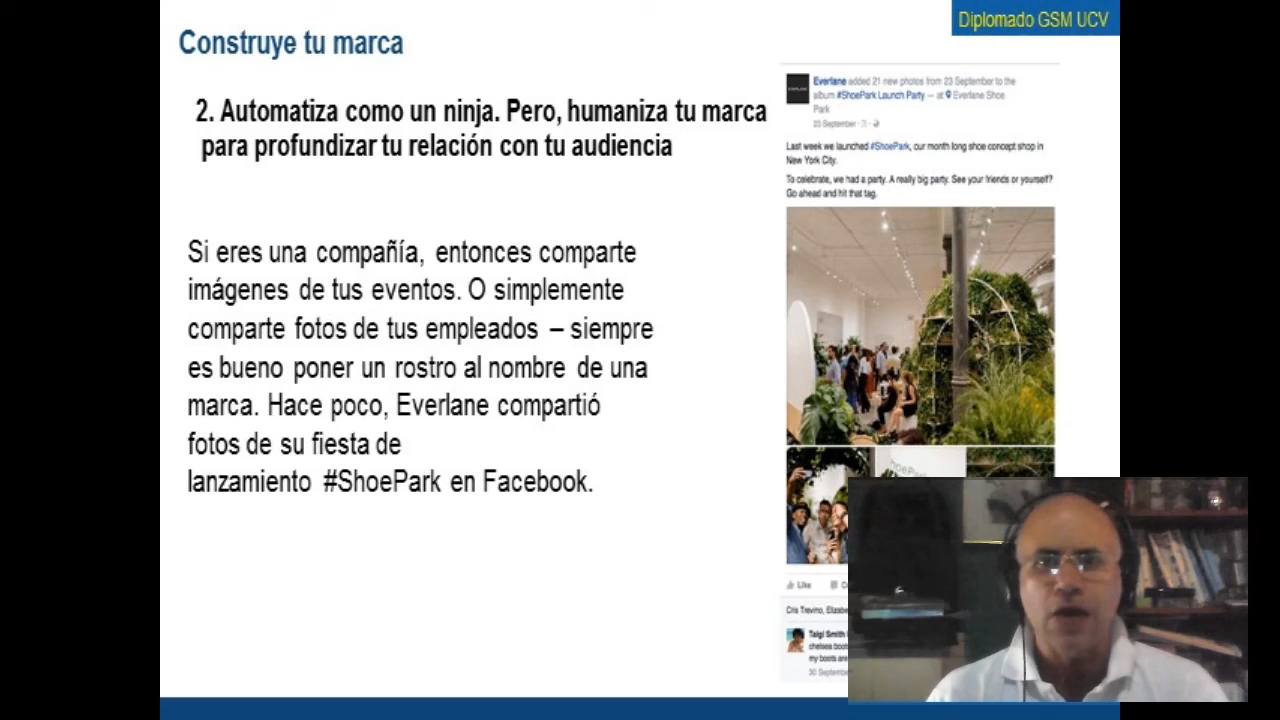 Diplomado GSM UCV
Construye tu marca
2. Automatiza como un ninja. Pero, humaniza tu marca
para profundizar tu relación con tu audiencia
Si eres una compañía, entonces comparte
imágenes de tus eventos. O simplemente
comparte fotos de tus empleados – siempre
es bueno poner un rostro al nombre de una
marca. Hace poco, Everlane compartió
fotos de su fiesta de
lanzamiento #ShoePark en Facebook.
Everlane added 21 new photos from 23 September to the
album #ShoePark Launch Party — at Everlane Shoe
Park
23 September
Last week we launched #ShoePark, our month long shoe concept shop in
New York City.
To celebrate, we had a party. A really big party. See your friends or yourself?
Go ahead and hit that tag.
Like
Cris Trevino,
Taigi Smith
chelsea
my boots are
30 September